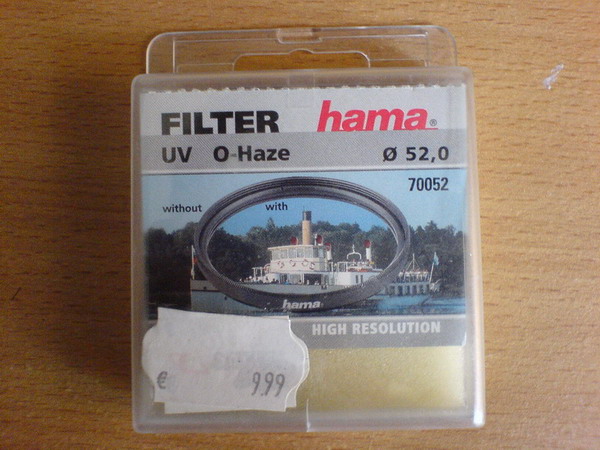 FILTER hama®
UV O-Haze Ø 52,0
70052
without with
hama
HIGH RESOLUTION
€ 9.99